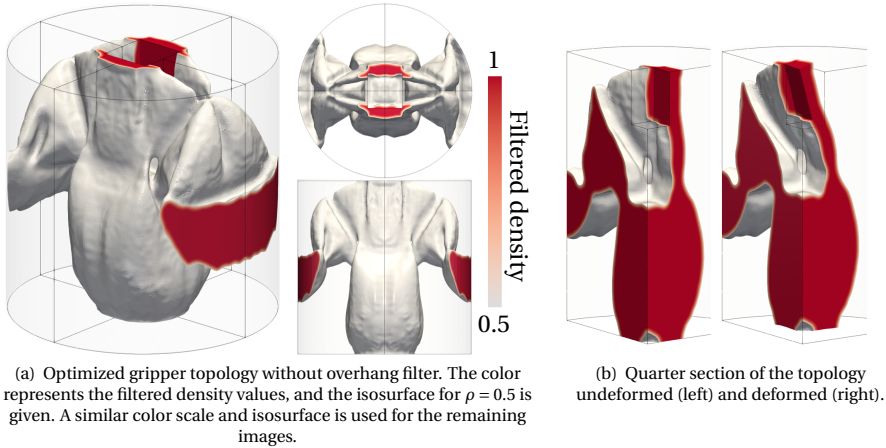 1
Filtered density
0.5
(a) Optimized gripper topology without overhang filter. The color
represents the filtered density values, and the isosurface for ρ = 0.5 is
given. A similar color scale and isosurface is used for the remaining
images.
(b) Quarter section of the topology
undeformed (left) and deformed (right).